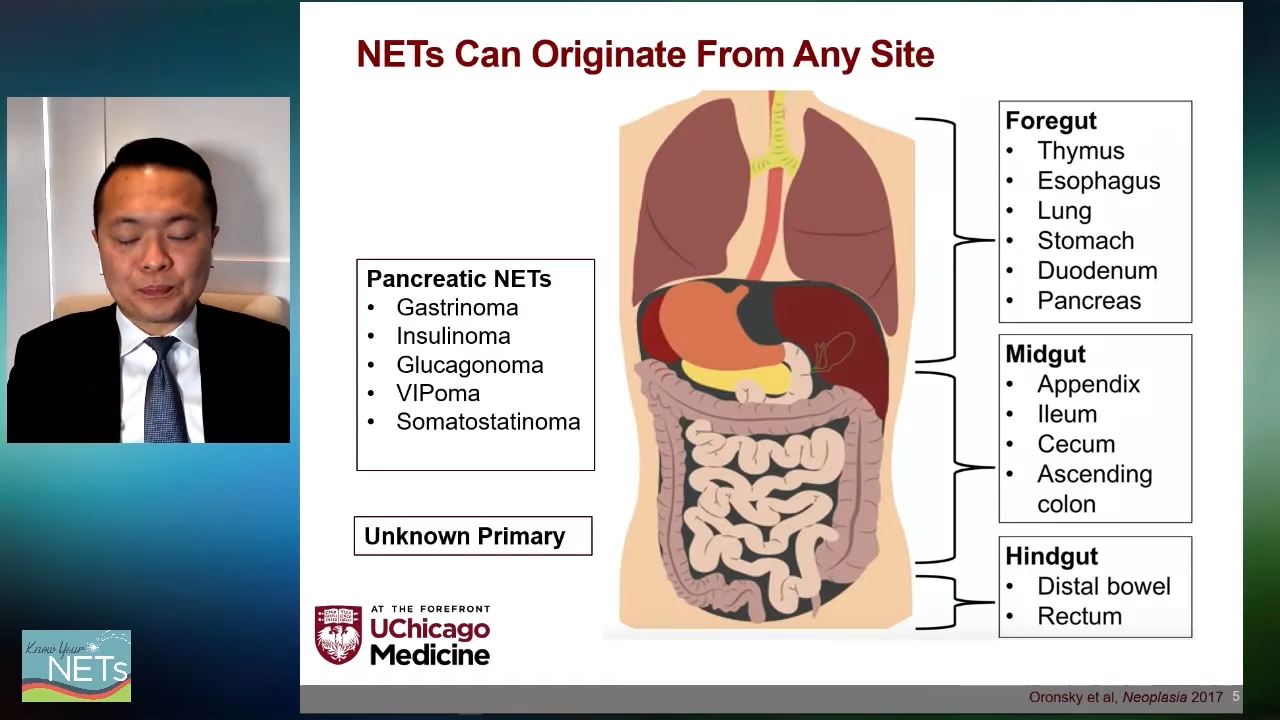 NETs Can Originate From Any Site
Pancreatic NETs
• Gastrinoma
• Insulinoma
• Glucagonoma
• VIPoma
• Somatostatinoma
Unknown Primary
Foregut
• Thymus
• Esophagus
• Lung
• Stomach
• Duodenum
• Pancreas
Midgut
• Appendix
• Ileum
• Cecum
• Ascending
colon
Hindgut
• Distal bowel
• Rectum
AT THE FOREFRONT
UChicago
Medicine
Know Your
NETs
Oronsky et al, Neoplasia 2017 5